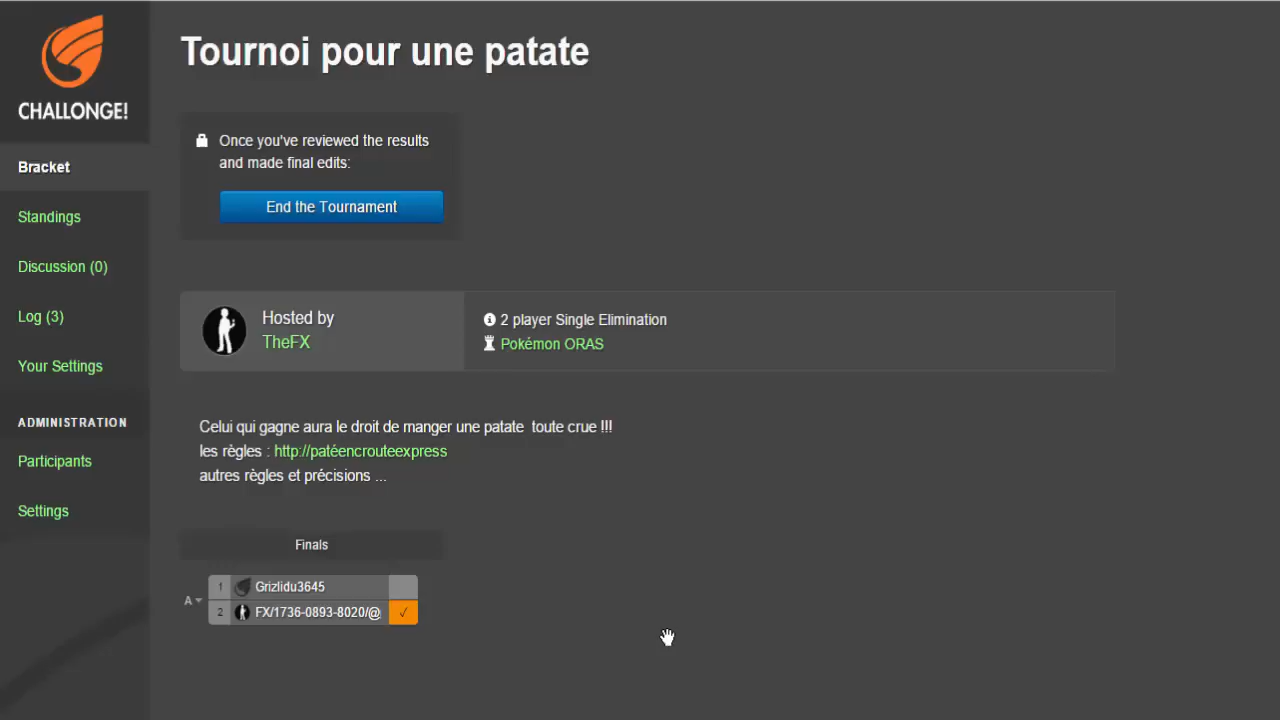 CHALLONGE!
Bracket
Standings
Discussion (0)
Log (3)
Your Settings
ADMINISTRATION
Participants
Settings
Tournoi pour une patate
Once you've reviewed the results
and made final edits:
End the Tournament
Hosted by
TheFX
2 player Single Elimination
Pokémon ORAS
Celui qui gagne aura le droit de manger une patate toute crue !!!
les règles : http://patéencrouteexpress
autres règles et précisions ...
Finals
A
1 Grizlidu3645
2 FX/1736-0893-8020/@ ✓